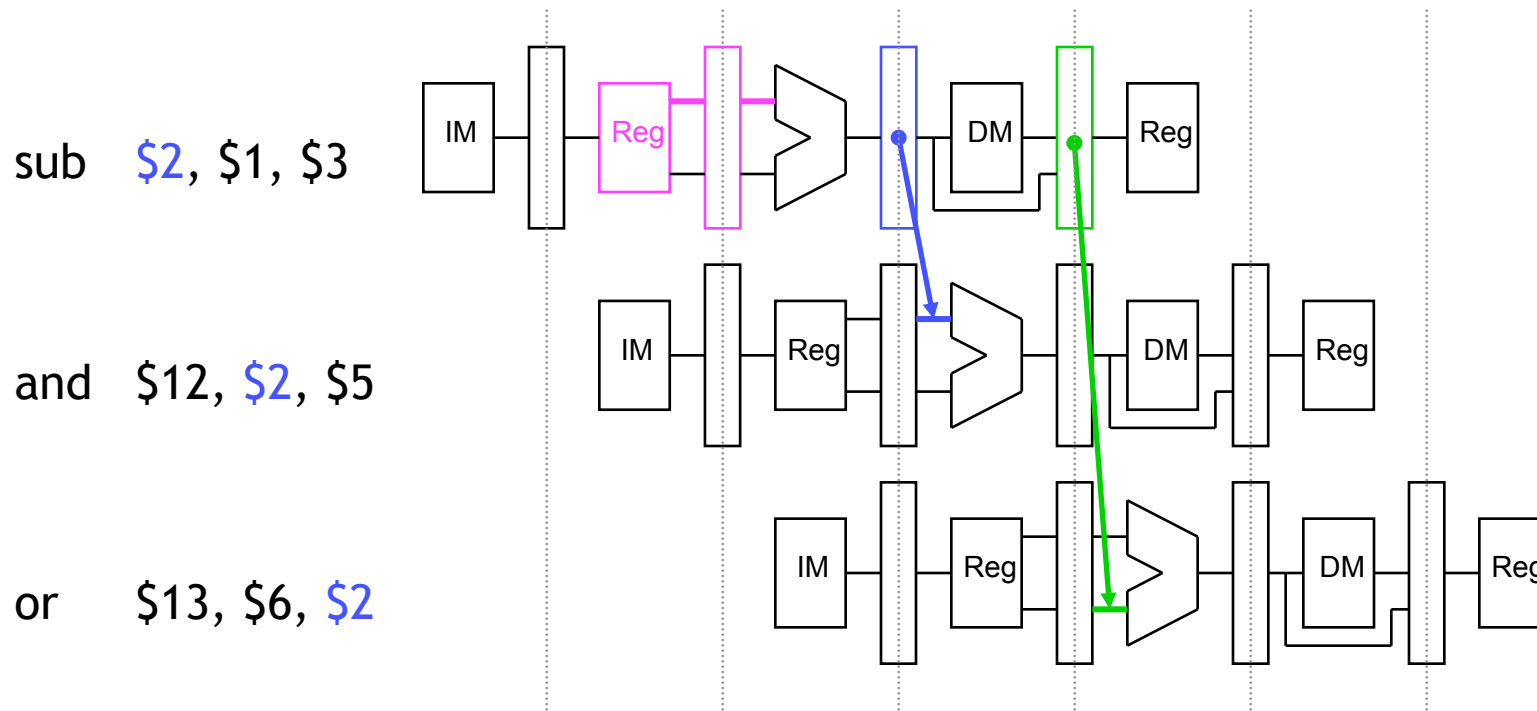 IM Reg DM Reg
sub $2, $1, $3
IM Reg DM Reg
and $12, $2, $5
IM Reg DM Reg
or $13, $6, $2